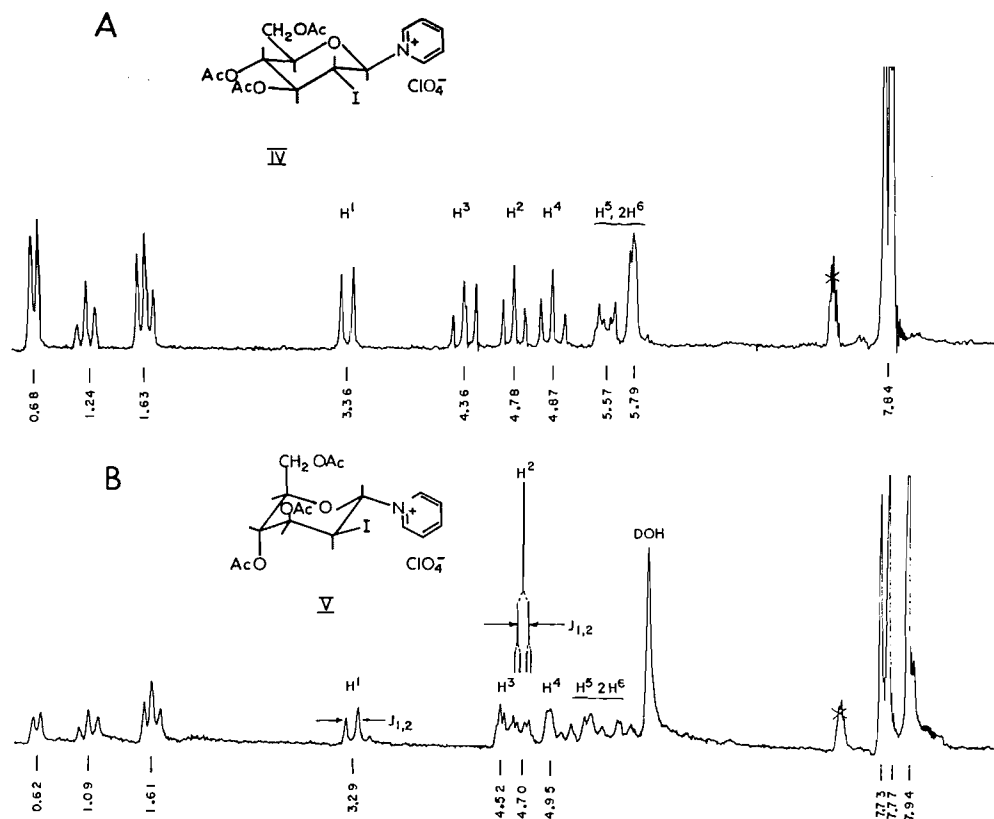 A
CH2OAc
O
N+
AcO
AcO
I
ClO4−
IV
H1
H3
H2
H4
H5, 2H6
0.68
1.24
1.63
3.36
4.36
4.78
4.87
5.57
5.79
7.84
B
CH2 OAc
O
OAc
N+
I
AcO
ClO4−
V
H2
DOH
J1,2
H1
J1,2
H3
H4
H5 2H6
0.62
1.09
1.61
3.29
4.52
4.70
4.95
7.73
7.77
7.94